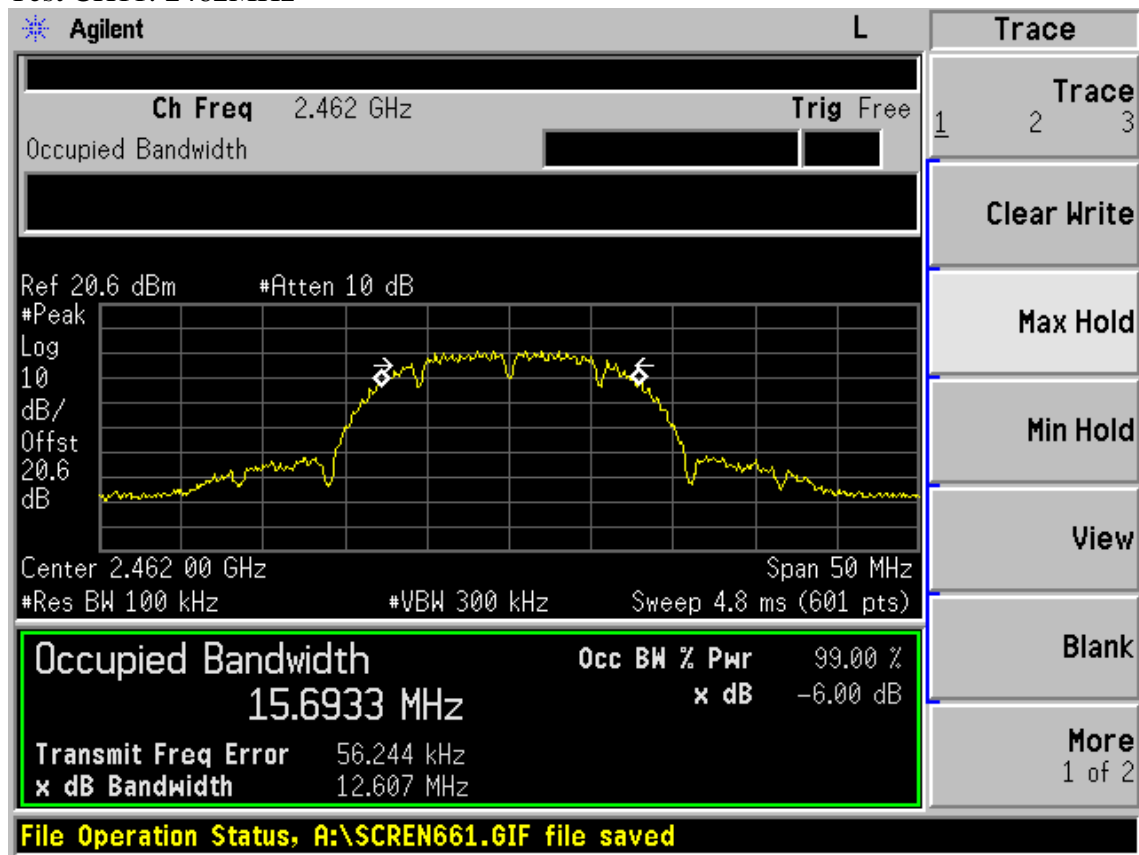 Agilent L Trace
Ch Freq 2.462 GHz Trig Free
Occupied Bandwidth
Trace
1 2 3
Clear Write
Max Hold
Min Hold
View
Blank
More
1 of 2
Ref 20.6 dBm #Atten 10 dB
#Peak
Log
10
dB/
Offst
20.6
dB
Center 2.462 00 GHz Span 50 MHz
#Res BW 100 kHz #VBW 300 kHz Sweep 4.8 ms (601 pts)
Occupied Bandwidth Occ BW % Pwr 99.00 %
15.6933 MHz x dB -6.00 dB
Transmit Freq Error 56.244 kHz
x dB Bandwidth 12.607 MHz
File Operation Status, A:\SCREN661.GIF file saved